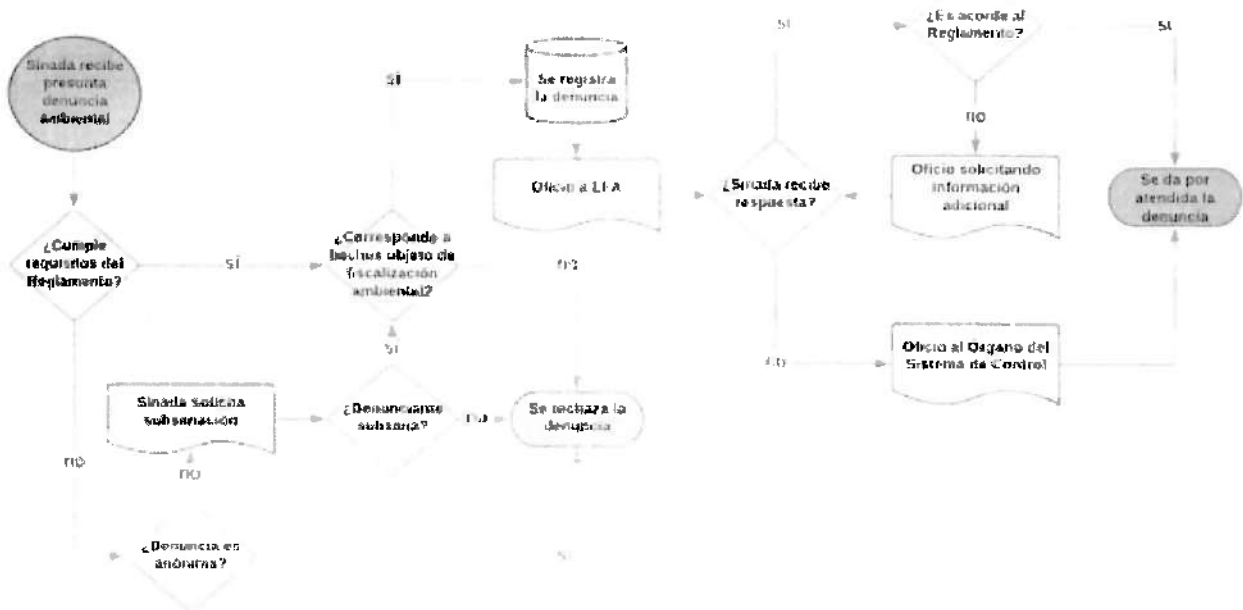 Sinada recibe
presunta
denuncia
ambiental
¿Cumple
requisitos del
Reglamento?
SÍ
no
¿Denuncia es
anónima?
no
SÍ
Sinada solicita
subsanación
¿Denunciante
subsana?
SÍ
no
Se rechaza la
denuncia
¿Corresponde a
hechos objeto de
fiscalización
ambiental?
SÍ
no
Se registra
la denuncia
Oficio a EFA
¿Sinada recibe
respuesta?
SÍ
no
¿Es acorde al
Reglamento?
SÍ
no
Oficio solicitando
información
adicional
Oficio al Órgano del
Sistema de Control
Se da por
atendida la
denuncia